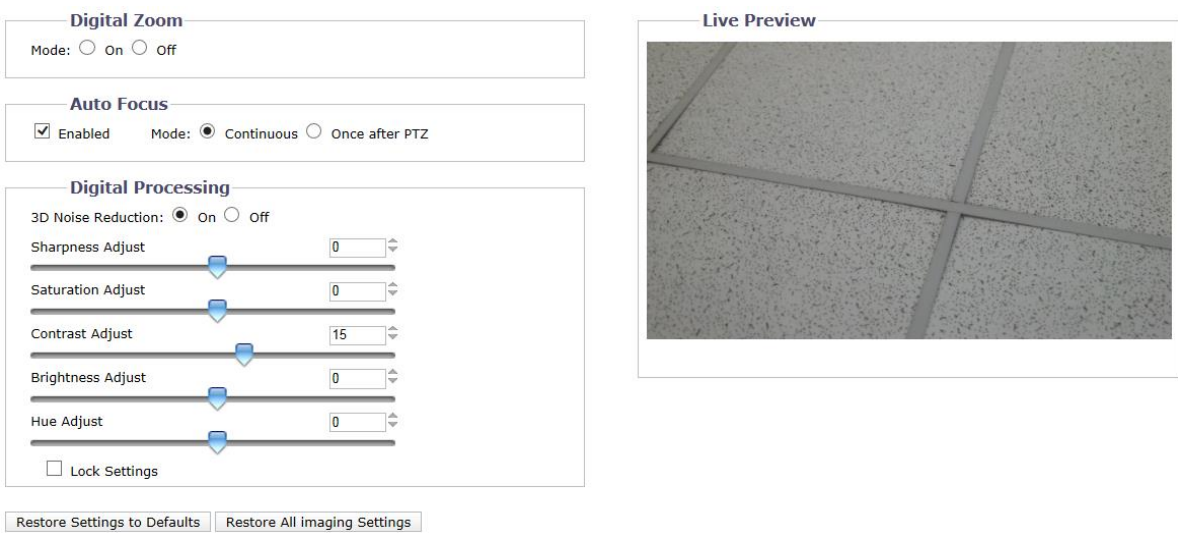 Digital Zoom
Mode: On Off
Auto Focus
Enabled Mode: Continuous Once after PTZ
Digital Processing
3D Noise Reduction: On Off
Sharpness Adjust 0
Saturation Adjust 0
Contrast Adjust 15
Brightness Adjust 0
Hue Adjust 0
Lock Settings
Restore Settings to Defaults Restore All imaging Settings
Live Preview